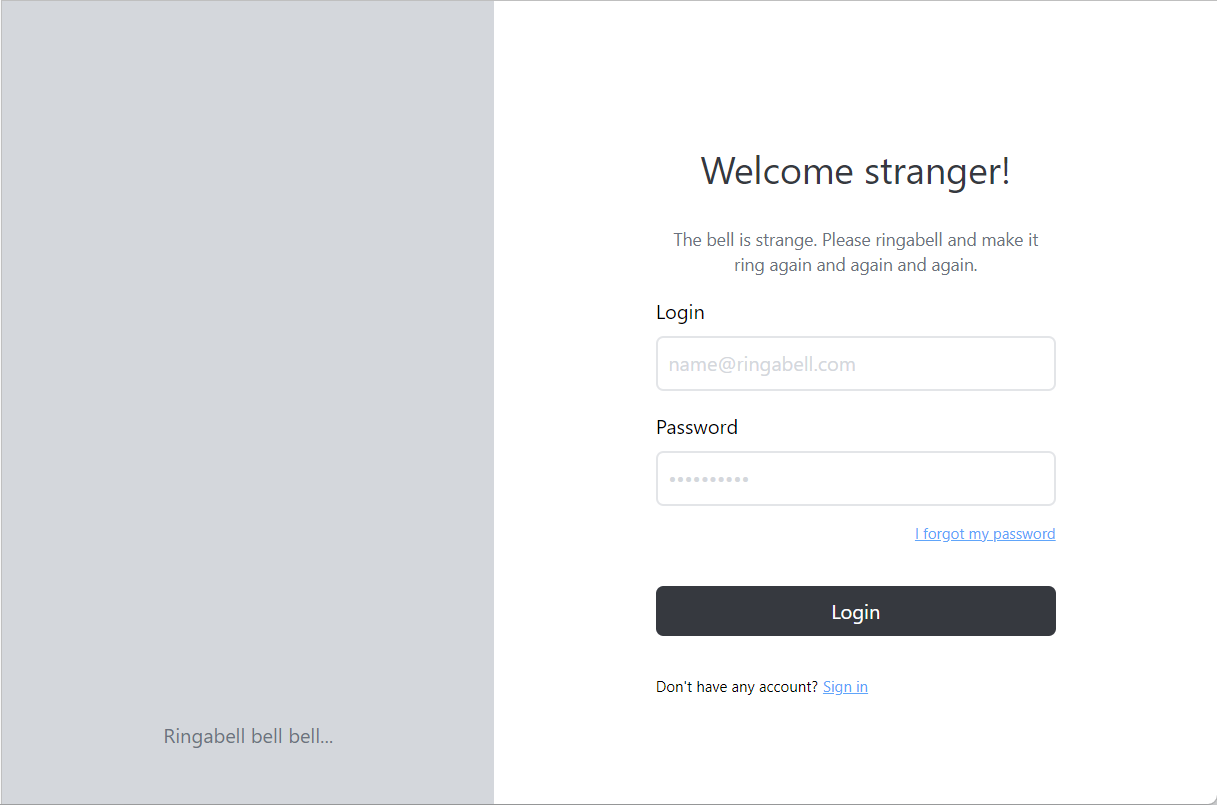 Welcome stranger!
The bell is strange. Please ringabell and make it
ring again and again and again.
Login
name@ringabell.com
Password
••••••••••
I forgot my password
Login
Don't have any account? Sign in
Ringabell bell bell...